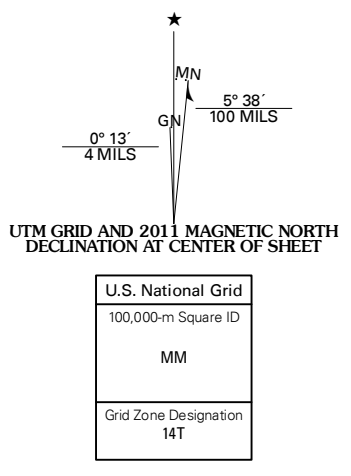 ★
MN
GN
5° 38´
100 MILS
0° 13´
4 MILS
UTM GRID AND 2011 MAGNETIC NORTH
DECLINATION AT CENTER OF SHEET
U.S. National Grid
100,000-m Square ID
MM
Grid Zone Designation
14T